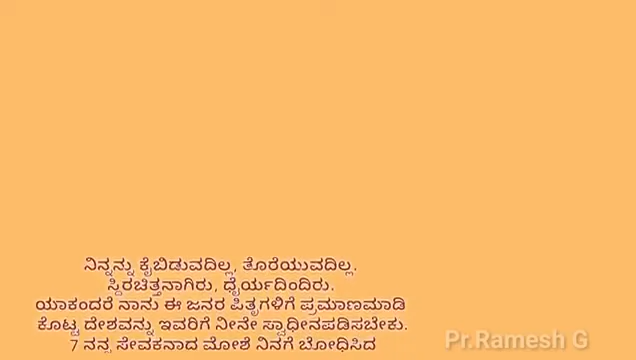 ನಿನ್ನನ್ನು ಕೈಬಿಡುವದಿಲ್ಲ, ತೊರೆಯುವದಿಲ್ಲ.
ಸ್ದಿರಚಿತ್ತನಾಗಿರು, ಧೈರ್ಯದಿಂದಿರು.
ಯಾಕಂದರೆ ನಾನು ಈ ಜನರ ಪಿತೃಗಳಿಗೆ ಪ್ರಮಾಣಮಾಡಿ
ಕೊಟ್ಟ ದೇಶವನ್ನು ಇವರಿಗೆ ನೀನೇ ಸ್ವಾಧೀನಪಡಿಸಬೇಕು.
7 ನನ್ನ ಸೇವಕನಾದ ಮೋಶೆ ನಿನಗೆ ಬೋಧಿಸಿದ
Pr.Ramesh G